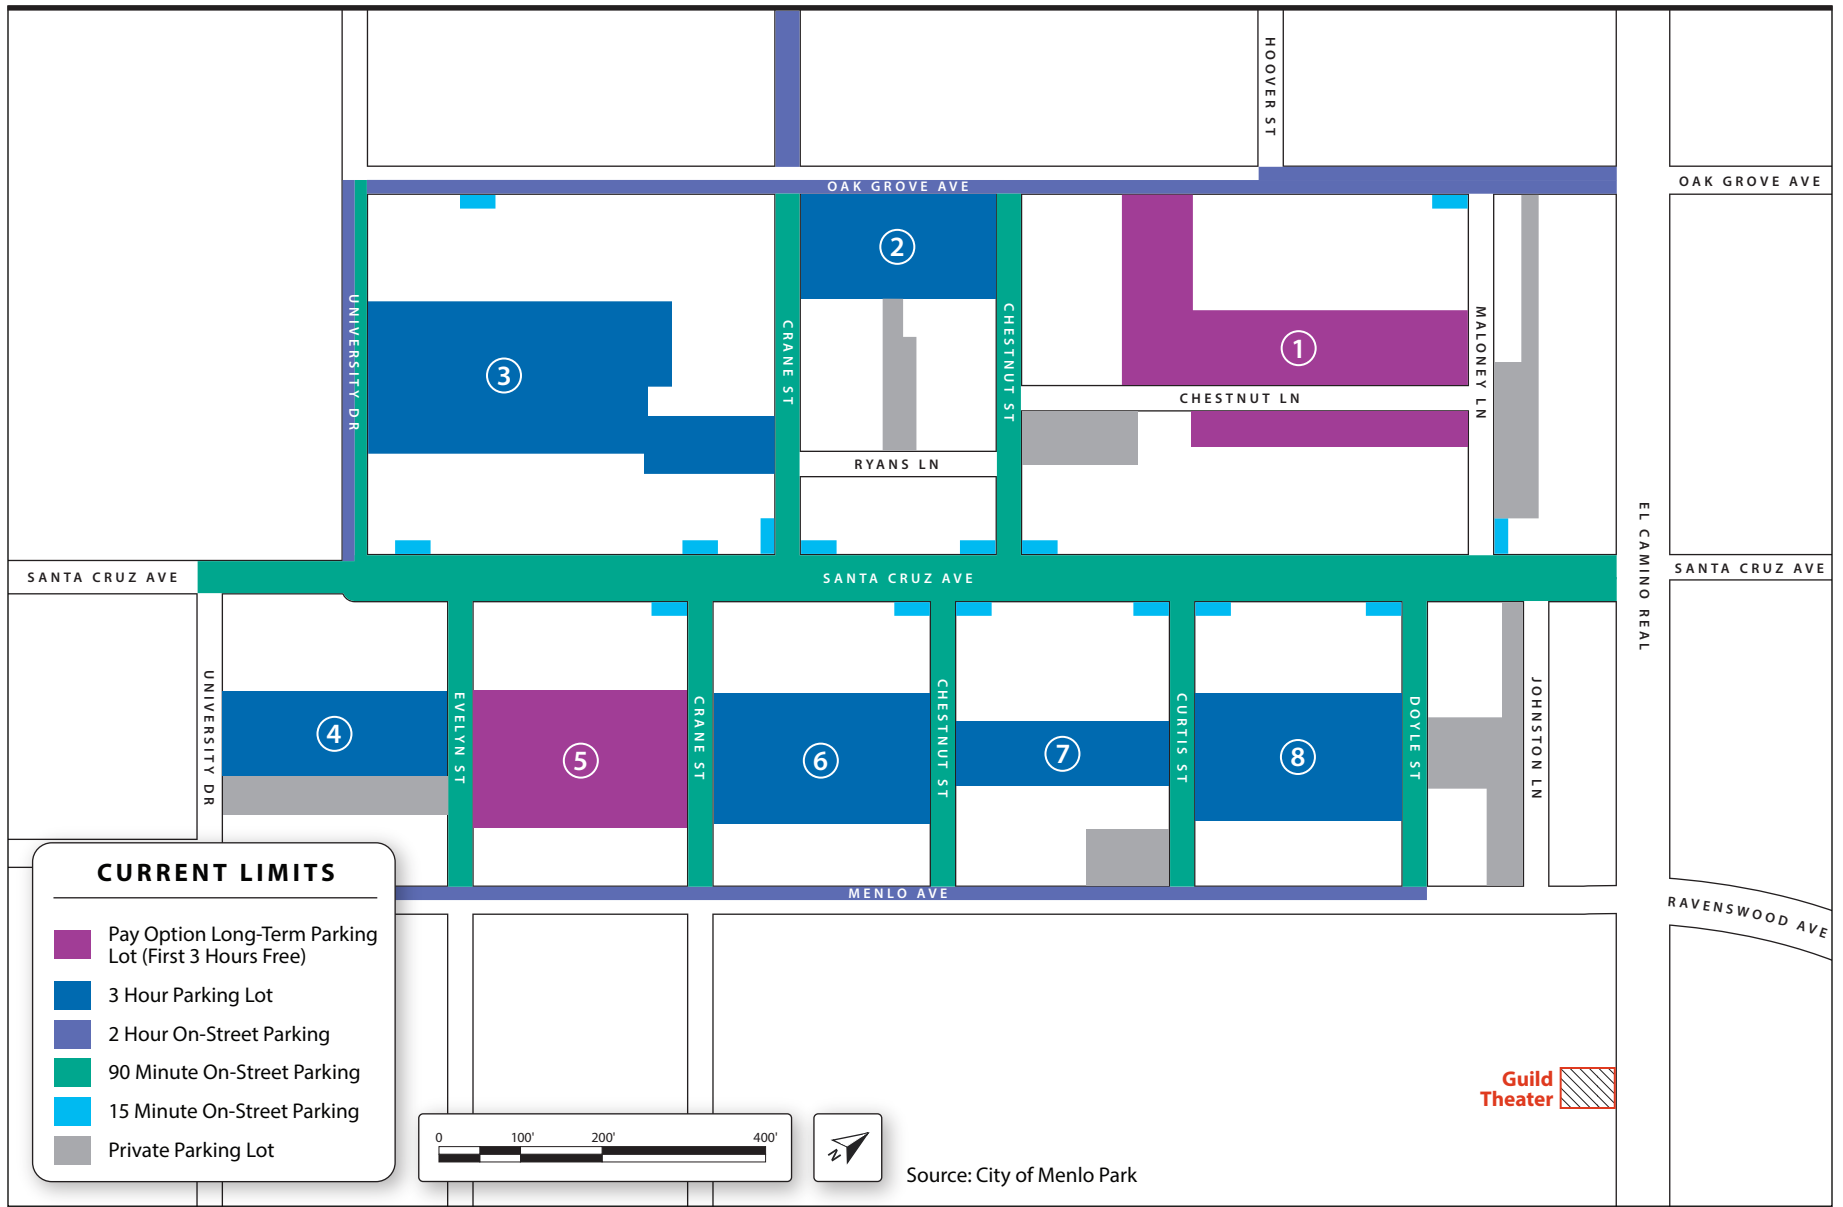 HOOVER ST
OAK GROVE AVE
OAK GROVE AVE
2
UNIVERSITY DR
CRANE ST
CHESTNUT ST
MALONEY LN
1
3
CHESTNUT LN
RYANS LN
EL CAMINO REAL
SANTA CRUZ AVE
SANTA CRUZ AVE
SANTA CRUZ AVE
UNIVERSITY DR
4
EVELYN ST
5
CRANE ST
6
CHESTNUT ST
7
CURTIS ST
8
DOYLE ST
JOHNSTON LN
MENLO AVE
RAVENSWOOD AVE
CURRENT LIMITS
Pay Option Long-Term Parking
Lot (First 3 Hours Free)
3 Hour Parking Lot
2 Hour On-Street Parking
90 Minute On-Street Parking
15 Minute On-Street Parking
Private Parking Lot
Guild
Theater
0 100' 200' 400'
N
Source: City of Menlo Park